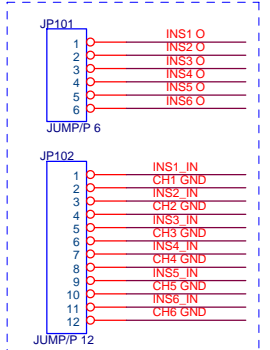 JP101
1 INS1 O
2 INS2 O
3 INS3 O
4 INS4 O
5 INS5 O
6 INS6 O
JUMP/P 6
JP102
1 INS1_IN
2 CH1 GND
3 INS2_IN
4 CH2 GND
5 INS3_IN
6 CH3 GND
7 INS4_IN
8 CH4 GND
9 INS5_IN
10 CH5 GND
11 INS6_IN
12 CH6 GND
JUMP/P 12